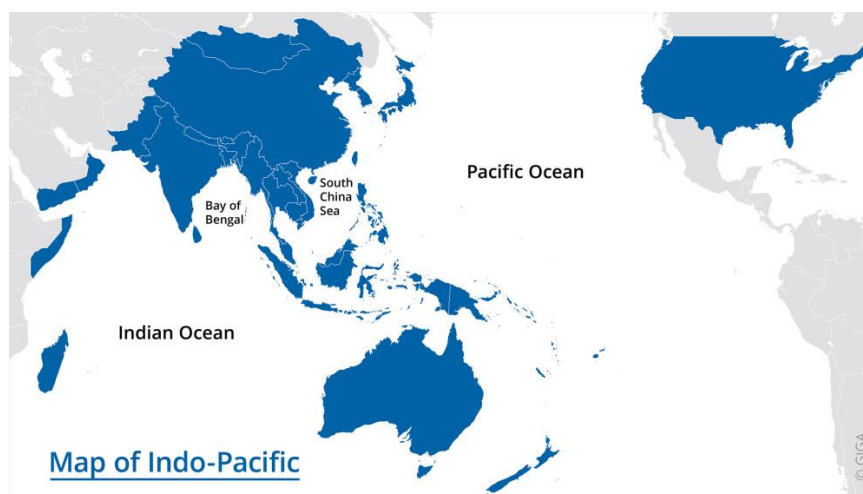 Pacific Ocean
South
China
Sea
Bay of
Bengal
Indian Ocean
Map of Indo-Pacific
© GIGA